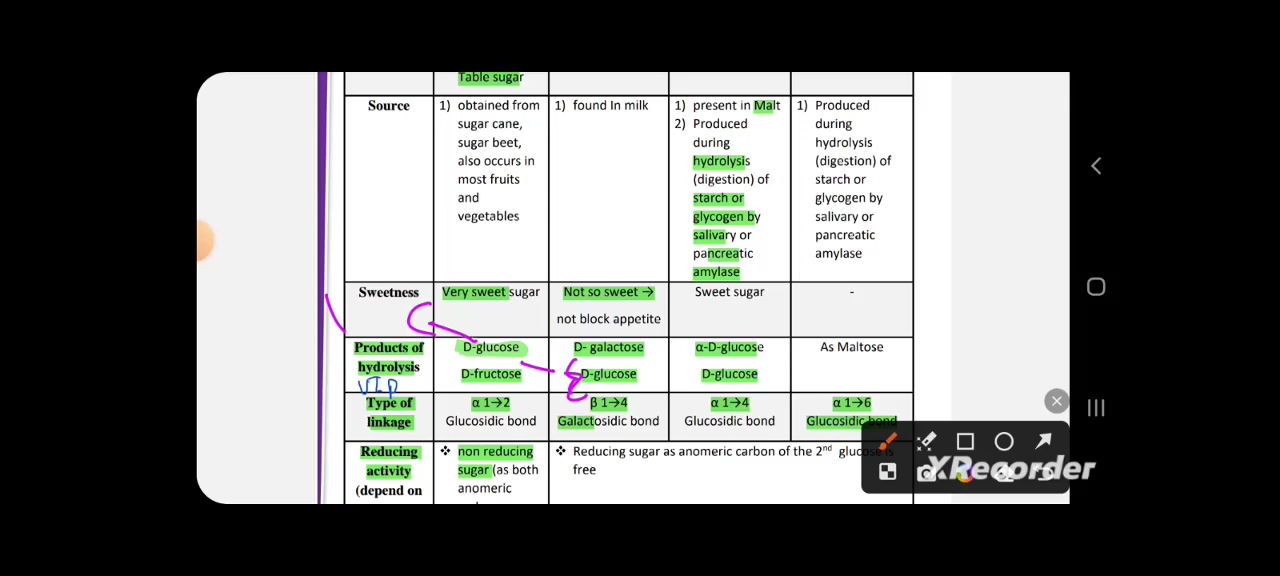 Table sugar
Source
1) obtained from
sugar cane,
sugar beet,
also occurs in
most fruits
and
vegetables
1) found In milk
1) present in Malt
2) Produced
during
hydrolysis
(digestion) of
starch or
glycogen by
salivary or
pancreatic
amylase
1) Produced
during
hydrolysis
(digestion) of
starch or
glycogen by
salivary or
pancreatic
amylase
Sweetness
Very sweet sugar
Not so sweet →
not block appetite
Sweet sugar
-
Products of
hydrolysis
VIP
D-glucose
D-fructose
D- galactose
D-glucose
α-D-glucose
D-glucose
As Maltose
Type of
linkage
α 1→2
Glucosidic bond
β 1→4
Galactosidic bond
α 1→4
Glucosidic bond
α 1→6
Glucosidic bond
Reducing
activity
(depend on
❖ non reducing
sugar (as both
anomeric
❖ Reducing sugar as anomeric carbon of the 2nd glucose is
free
XRecorder